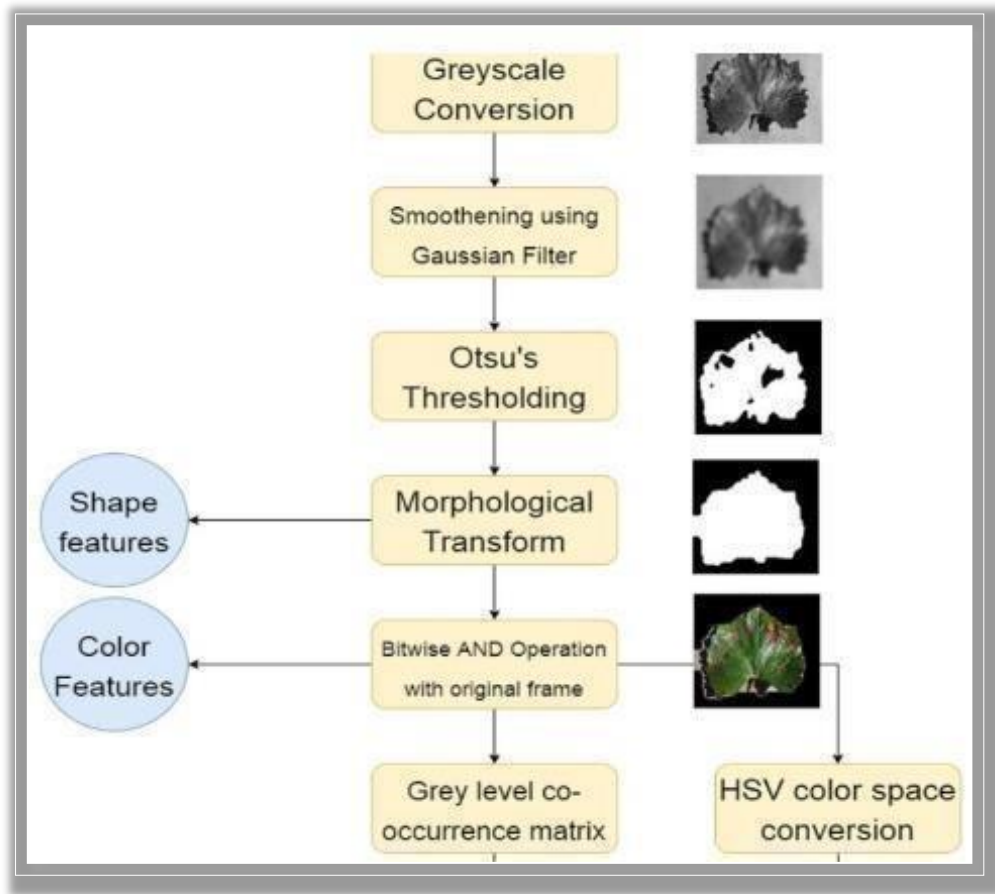 Greyscale
Conversion
Smoothening using
Gaussian Filter
Otsu's
Thresholding
Shape
features
Morphological
Transform
Color
Features
Bitwise AND Operation
with original frame
Grey level co-
occurrence matrix
HSV color space
conversion